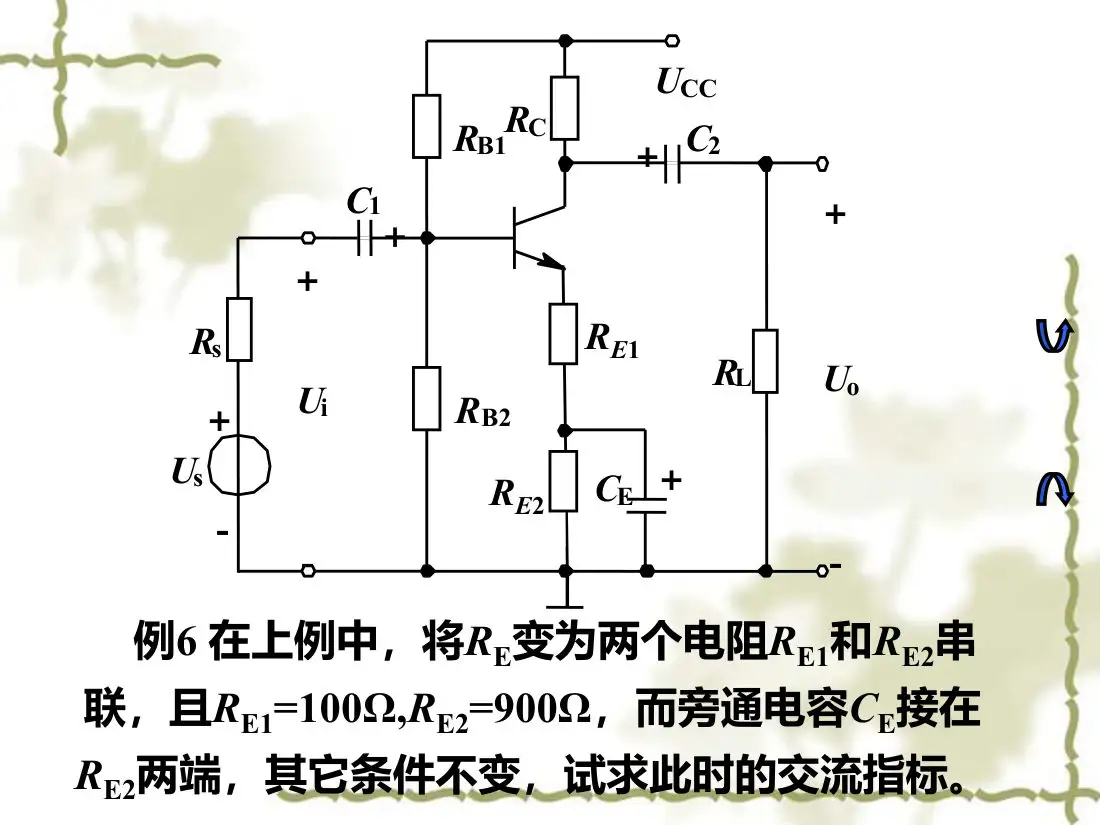 UCC
RC
RB1
C2
+
C1
+
+
+
Rs
RE1
RL
Uo
Ui
RB2
+
Us
RE2
CE
+
-
-
例6 在上例中，将RE变为两个电阻RE1和RE2串
联，且RE1=100Ω,RE2=900Ω，而旁通电容CE接在
RE2两端，其它条件不变，试求此时的交流指标。